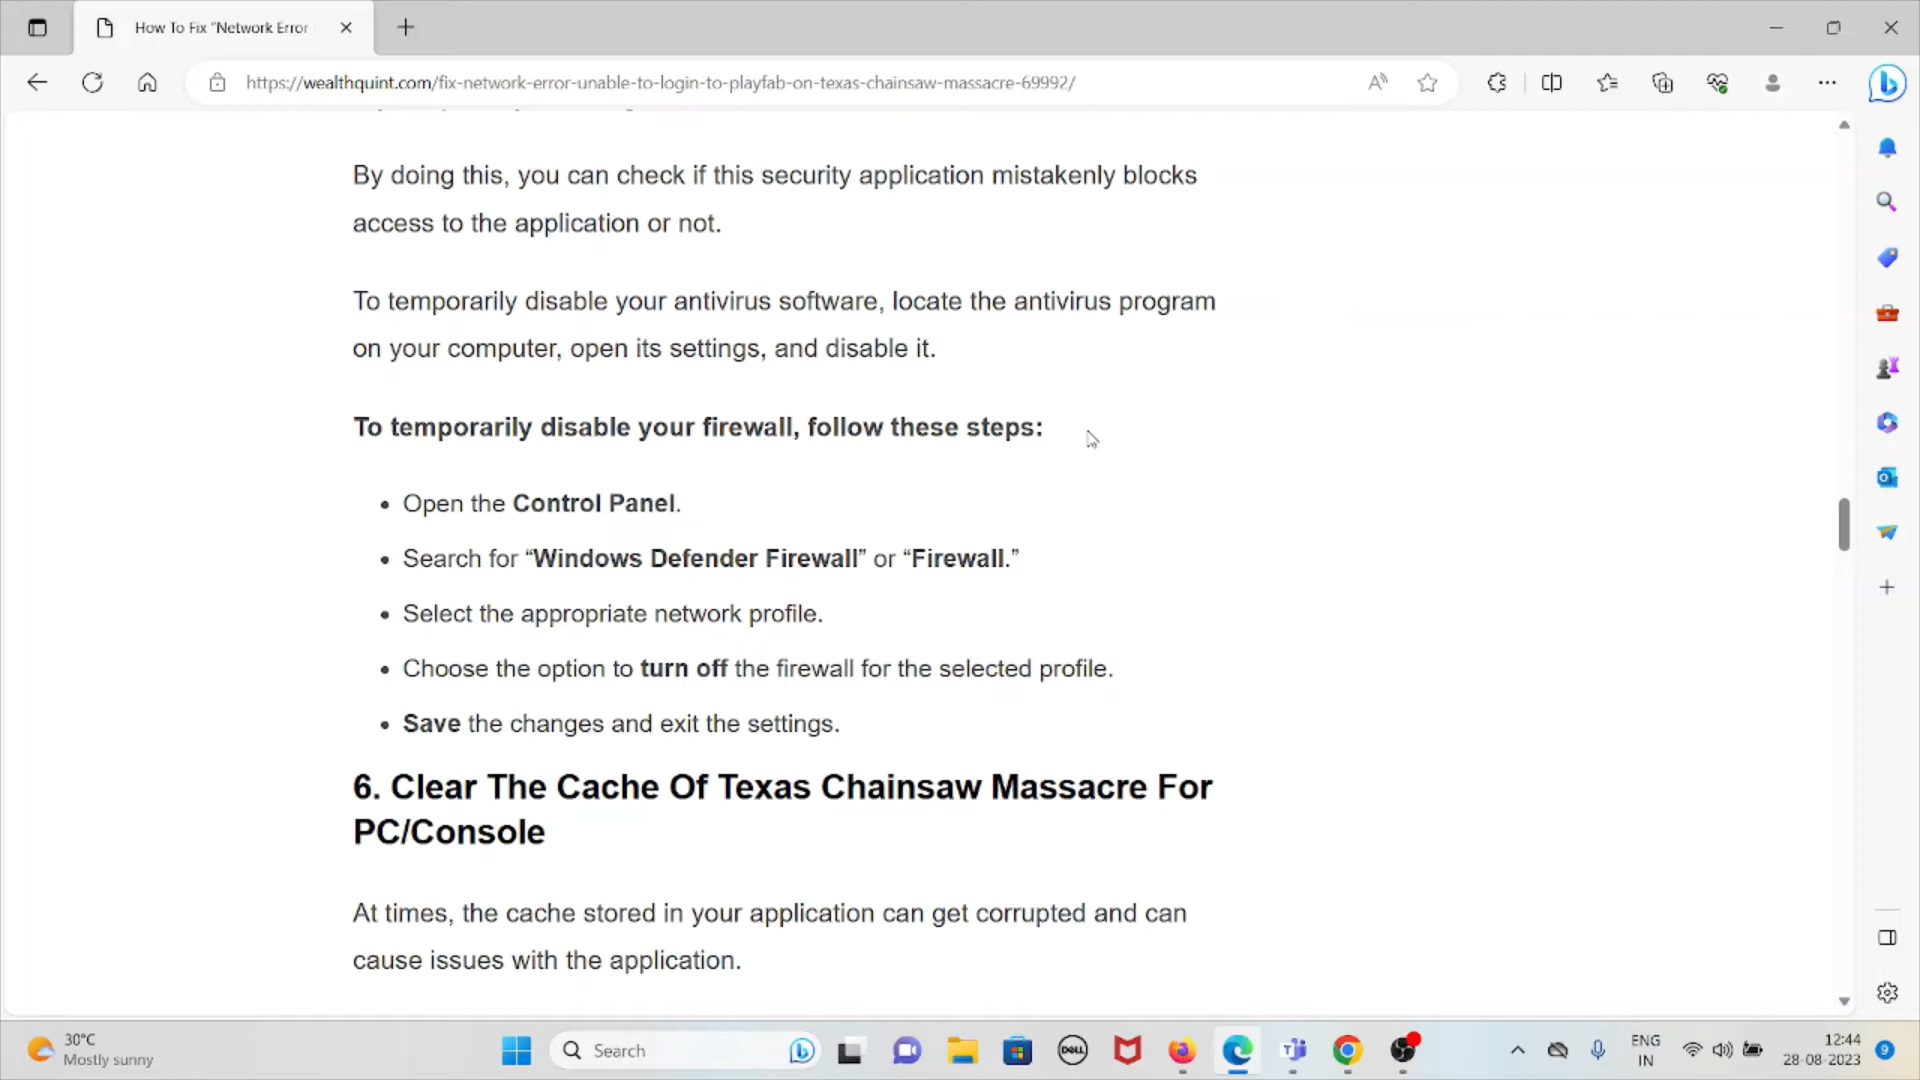 How To Fix "Network Error
https://wealthquint.com/fix-network-error-unable-to-login-to-playfab-on-texas-chainsaw-massacre-69992/
By doing this, you can check if this security application mistakenly blocks
access to the application or not.
To temporarily disable your antivirus software, locate the antivirus program
on your computer, open its settings, and disable it.
To temporarily disable your firewall, follow these steps:
• Open the Control Panel.
• Search for “Windows Defender Firewall” or “Firewall.”
• Select the appropriate network profile.
• Choose the option to turn off the firewall for the selected profile.
• Save the changes and exit the settings.
6. Clear The Cache Of Texas Chainsaw Massacre For
PC/Console
At times, the cache stored in your application can get corrupted and can
cause issues with the application.
30°C
Mostly sunny
Search
DELL
ENG
IN
12:44
28-08-2023
9